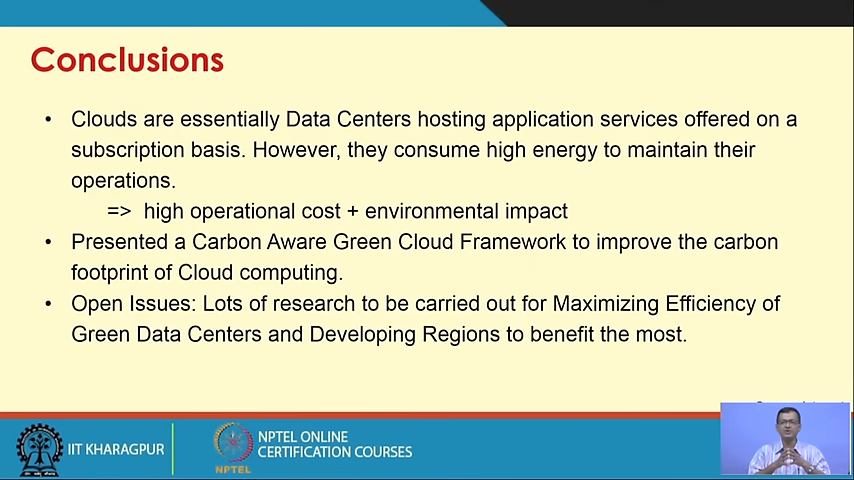 Conclusions
• Clouds are essentially Data Centers hosting application services offered on a
subscription basis. However, they consume high energy to maintain their
operations.
=> high operational cost + environmental impact
• Presented a Carbon Aware Green Cloud Framework to improve the carbon
footprint of Cloud computing.
• Open Issues: Lots of research to be carried out for Maximizing Efficiency of
Green Data Centers and Developing Regions to benefit the most.
IIT KHARAGPUR
NPTEL
NPTEL ONLINE
CERTIFICATION COURSES